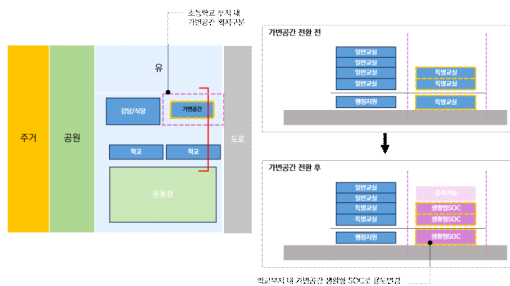 초등학교 부지 내
가변공간 획지구분
유
강당/식당
가변공간
주거
공원
도로
학교
학교
운동장
가변공간 전환 전
일반교실
일반교실
일반교실
특별교실
일반교실
특별교실
행정지원
특별교실
가변공간 전환 후
일반교실
증축가능
일반교실
특별교실
생활형SOC
특별교실
생활형SOC
행정지원
생활형SOC
학교부지 내 가변공간 생활형 SOC로 용도변경